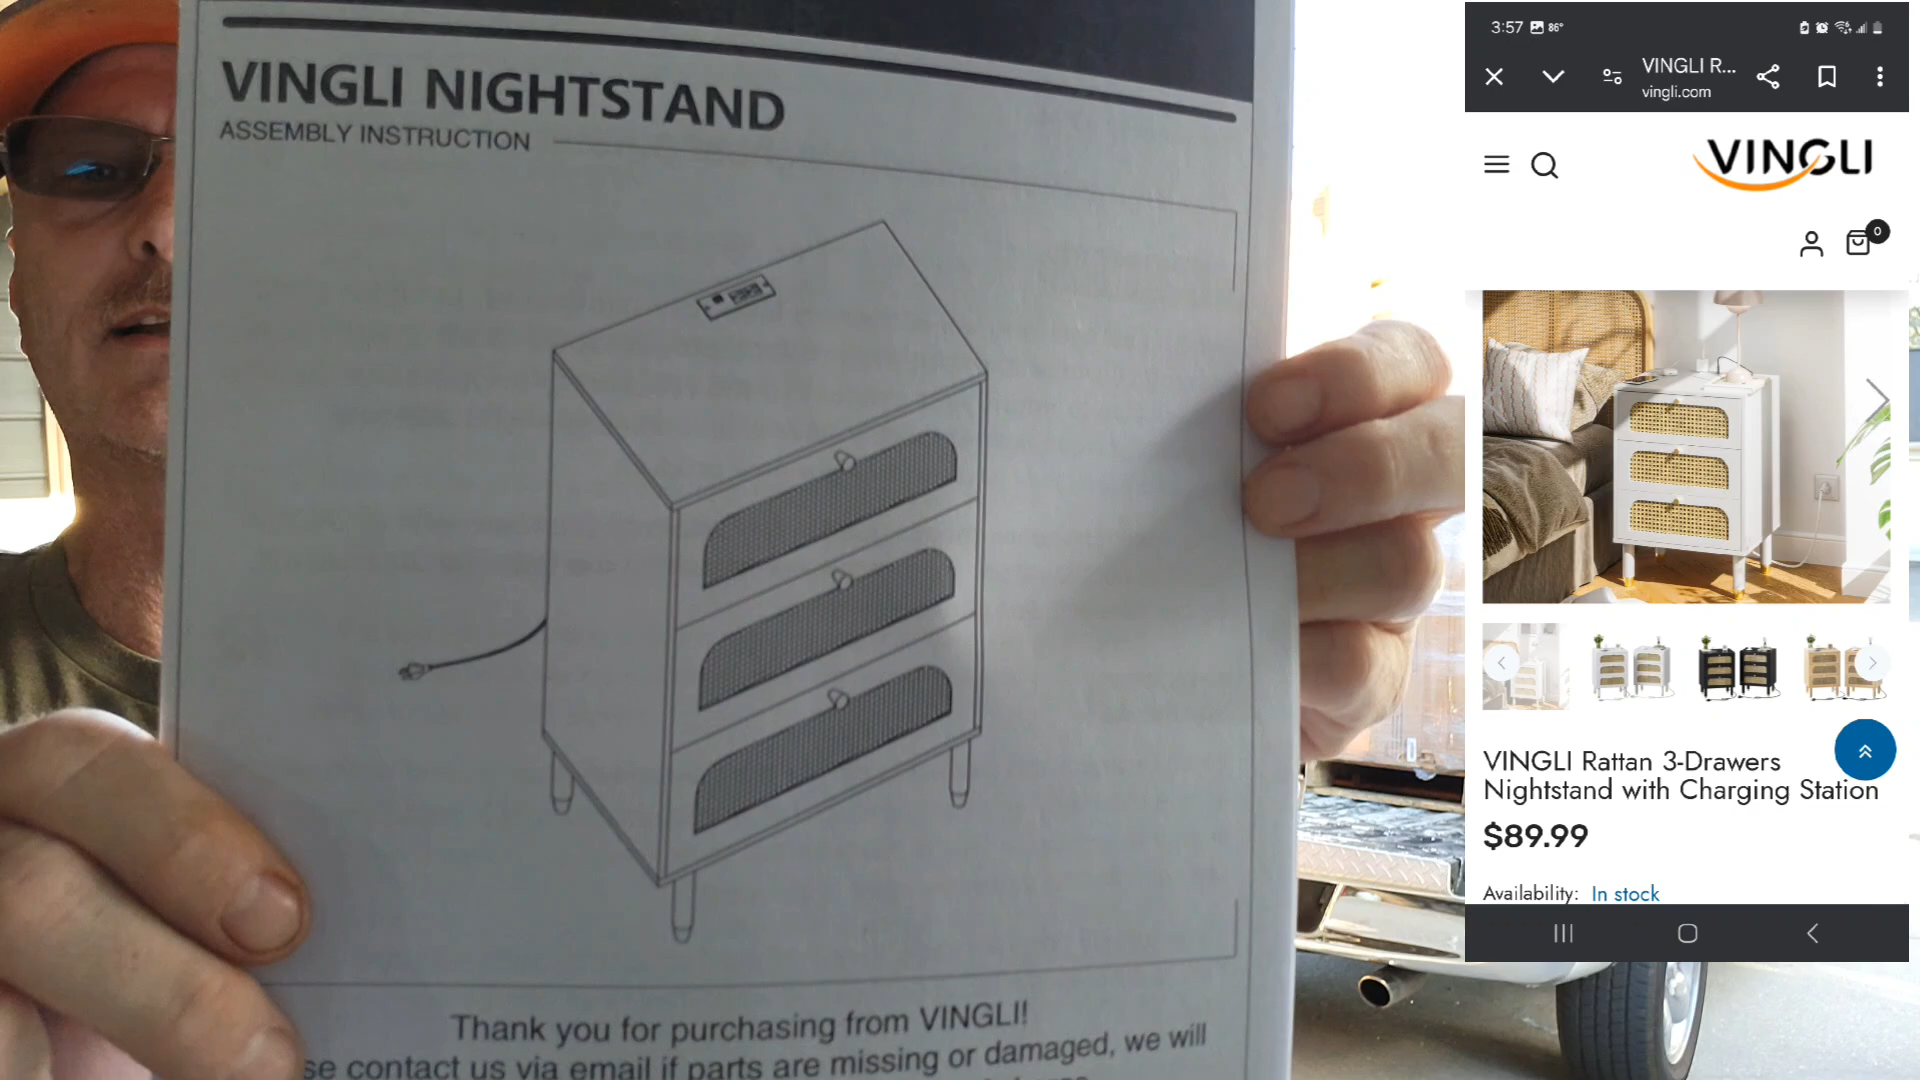 VINGLI NIGHTSTAND
ASSEMBLY INSTRUCTION
Thank you for purchasing from VINGLI!
contact us via email if parts are missing or damaged, we will
3:57 86°
VINGLI R...
vingli.com
VINGLI
0
VINGLI Rattan 3-Drawers
Nightstand with Charging Station
$89.99
Availability: In stock